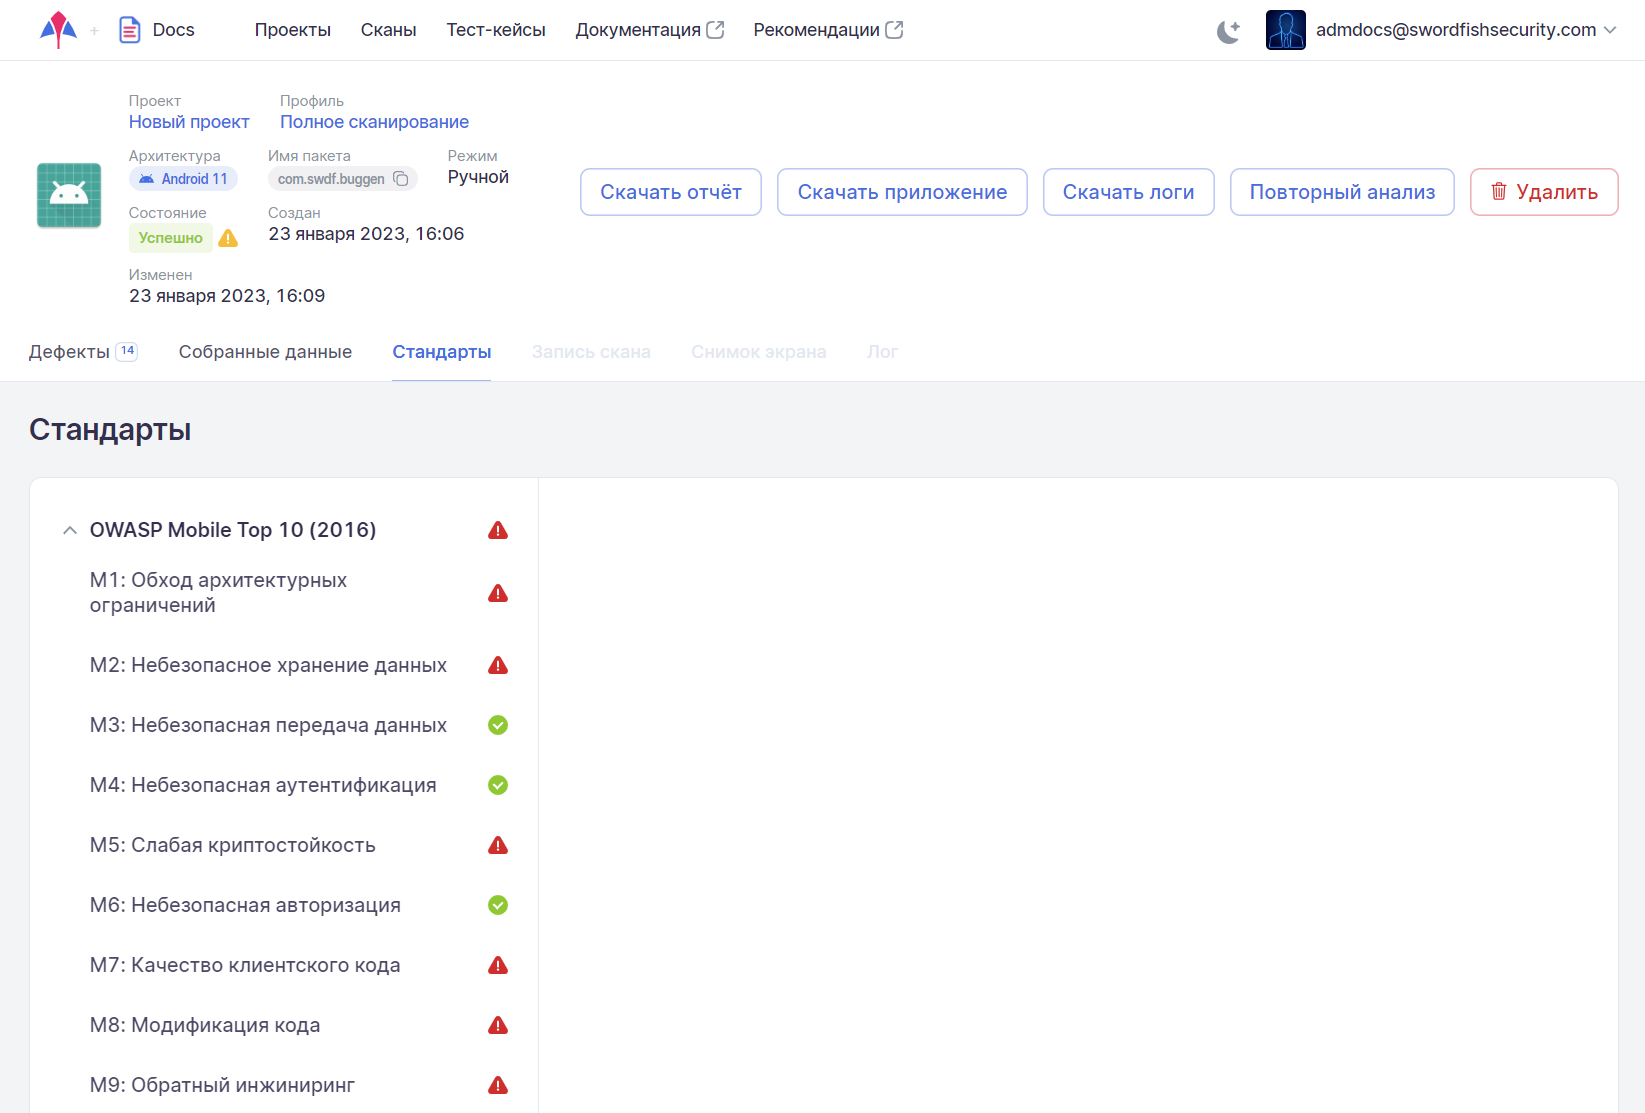 Docs
Проекты
Сканы
Тест-кейсы
Документация
Рекомендации
admdocs@swordfishsecurity.com
Проект
Новый проект
Профиль
Полное сканирование
Архитектура
Android 11
Имя пакета
com.swdf.buggen
Режим
Ручной
Состояние
Успешно
Создан
23 января 2023, 16:06
Изменен
23 января 2023, 16:09
Скачать отчёт
Скачать приложение
Скачать логи
Повторный анализ
Удалить
Дефекты 14
Собранные данные
Стандарты
Запись скана
Снимок экрана
Лог
Стандарты
OWASP Mobile Top 10 (2016)
M1: Обход архитектурных
ограничений
M2: Небезопасное хранение данных
M3: Небезопасная передача данных
M4: Небезопасная аутентификация
M5: Слабая криптостойкость
M6: Небезопасная авторизация
M7: Качество клиентского кода
M8: Модификация кода
M9: Обратный инжиниринг